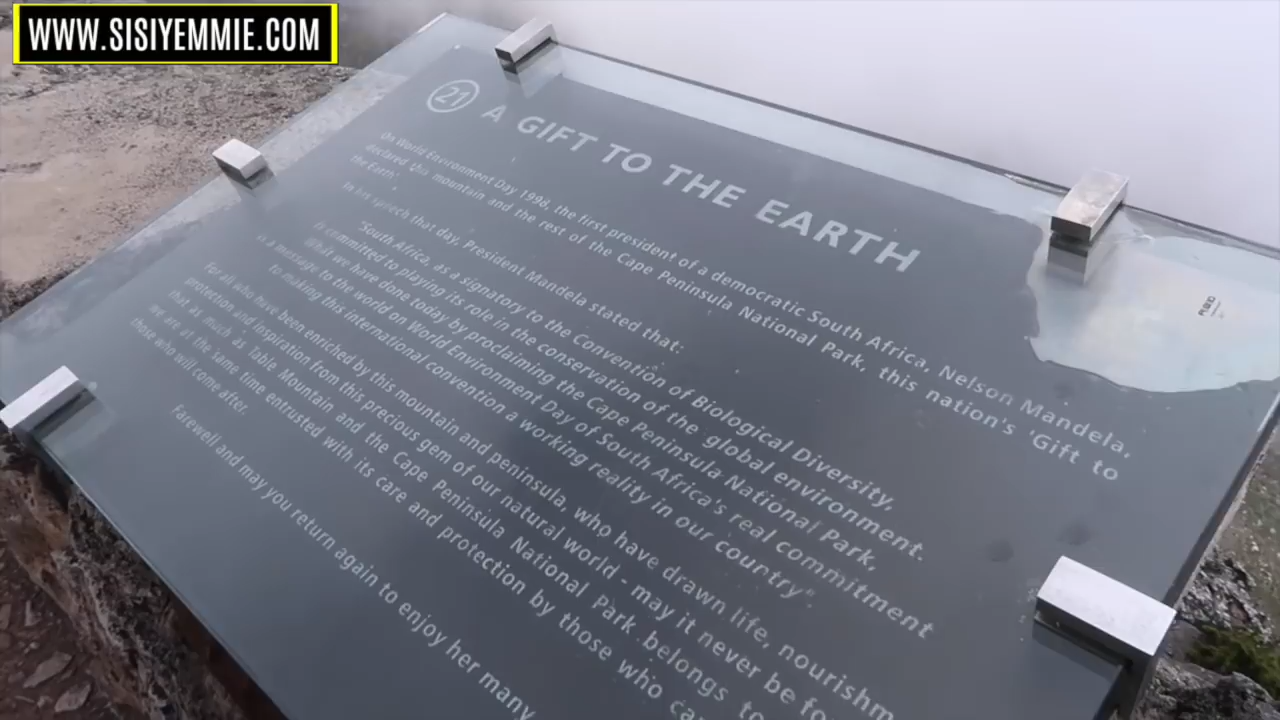 WWW.SISIYEMMIE.COM
21 A GIFT TO THE EARTH
On World Environment Day 1998, the first president of a democratic South Africa, Nelson Mandela,
declared this mountain and the rest of the Cape Peninsula National Park, this nation's 'Gift to
the Earth'.
In his speech that day, President Mandela stated that:
"South Africa, as a signatory to the Convention of Biological Diversity,
is committed to playing its role in the conservation of the global environment.
What we have done today by proclaiming the Cape Peninsula National Park,
is a message to the world on World Environment Day of South Africa's real commitment
to making this international convention a working reality in our country".
For all who have been enriched by this mountain and peninsula, who have drawn life, nourishm
protection and inspiration from this precious gem of our natural world - may it never be fo
that as much as Table Mountain and the Cape Peninsula National Park belongs to
we are at the same time entrusted with its care and protection by those who ca
those who will come after.
Farewell and may you return again to enjoy her many